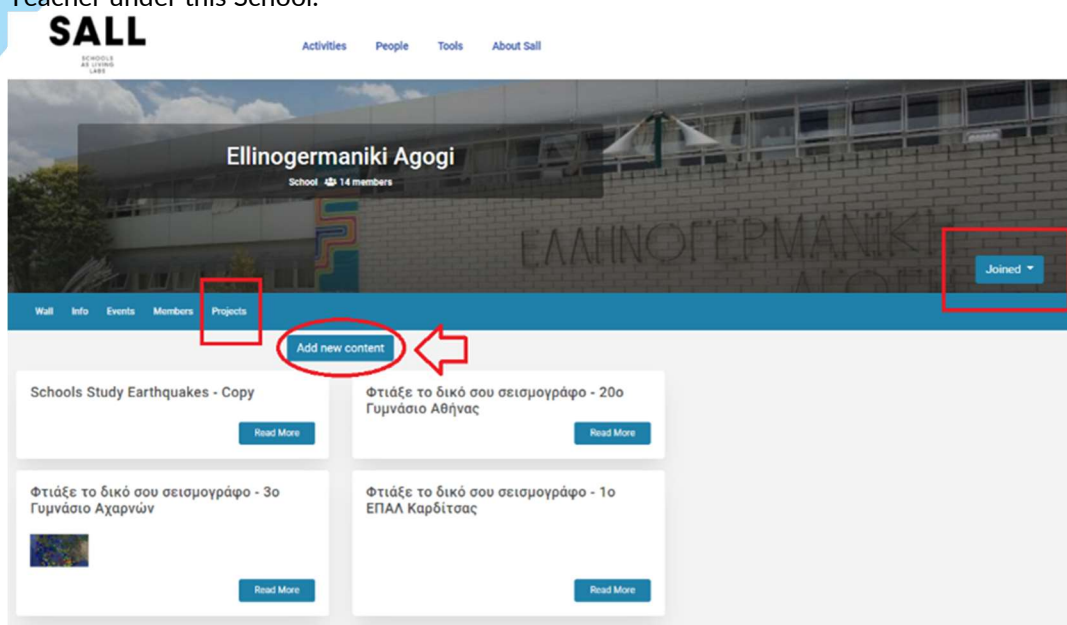 Teacher under this School.
SALL
SCHOOLS
AS LIVING
LABS
Activities People Tools About Sall
Ellinogermaniki Agogi
School 14 members
ΕΛΛΗΝΟΓΕΡΜΑΝΙΚΗ
ΑΓΩΓΗ
Joined
Wall Info Events Members Projects
Add new content
Schools Study Earthquakes - Copy
Read More
Φτιάξε το δικό σου σεισμογράφο - 20ο
Γυμνάσιο Αθήνας
Read More
Φτιάξε το δικό σου σεισμογράφο - 3ο
Γυμνάσιο Αχαρνών
Read More
Φτιάξε το δικό σου σεισμογράφο - 1ο
ΕΠΑΛ Καρδίτσας
Read More